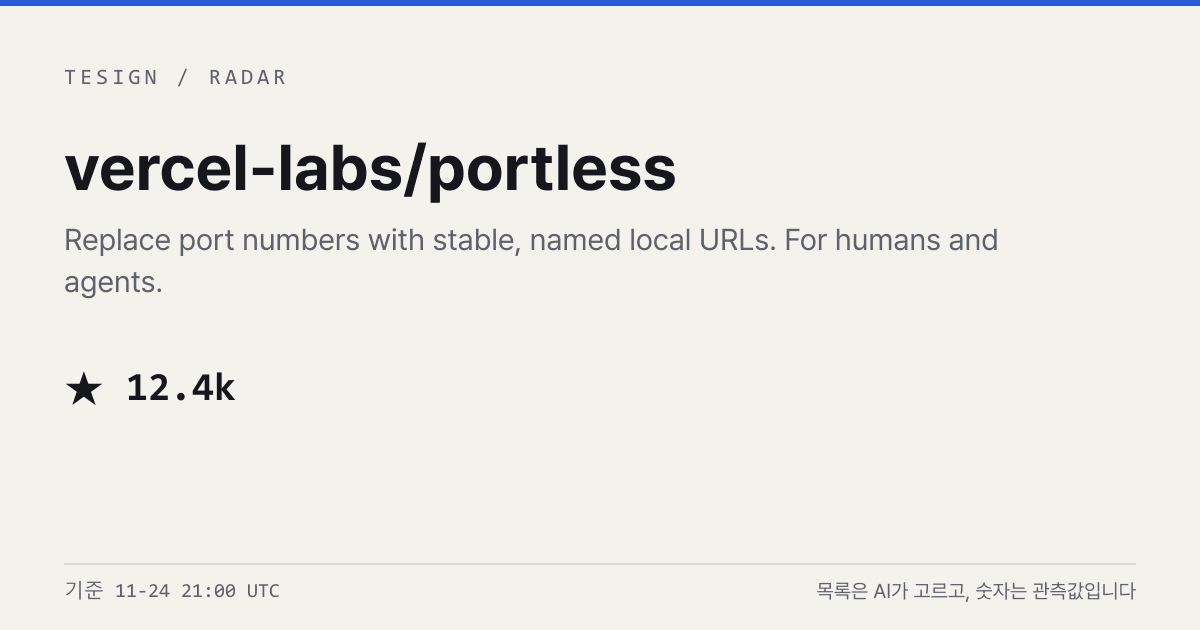 TESIGN / RADAR
vercel-labs/portless
Replace port numbers with stable, named local URLs. For humans and
agents.
★ 12.4k
기준 11-24 21:00 UTC
목록은 AI가 고르고, 숫자는 관측값입니다